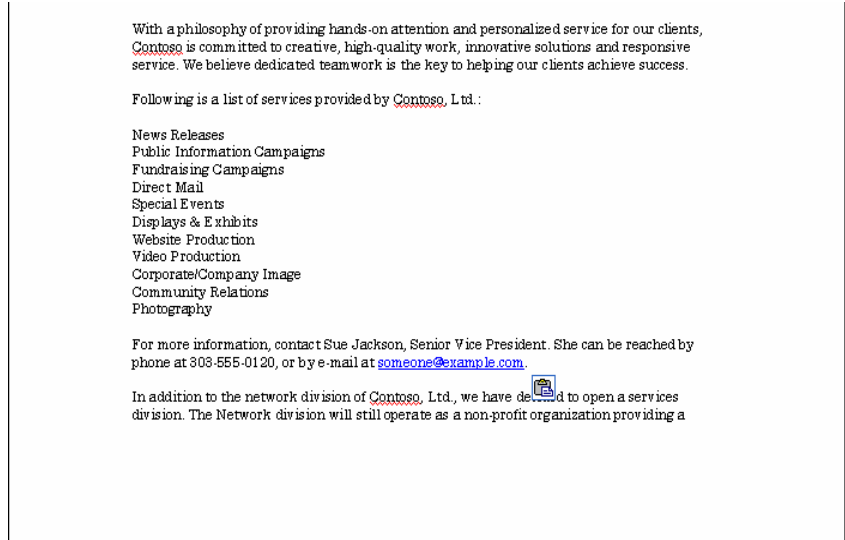 With a philosophy of providing hands-on attention and personalized service for our clients,
Contoso is committed to creative, high-quality work, innovative solutions and responsive
service. We believe dedicated teamwork is the key to helping our clients achieve success.
Following is a list of services provided by Contoso, Ltd.:
News Releases
Public Information Campaigns
Fundraising Campaigns
Direct Mail
Special Events
Displays & Exhibits
Website Production
Video Production
Corporate/Company Image
Community Relations
Photography
For more information, contact Sue Jackson, Senior Vice President. She can be reached by
phone at 303-555-0120, or by e-mail at someone@example.com.
In addition to the network division of Contoso, Ltd., we have to open a services
division. The Network division will still operate as a non-profit organization providing a